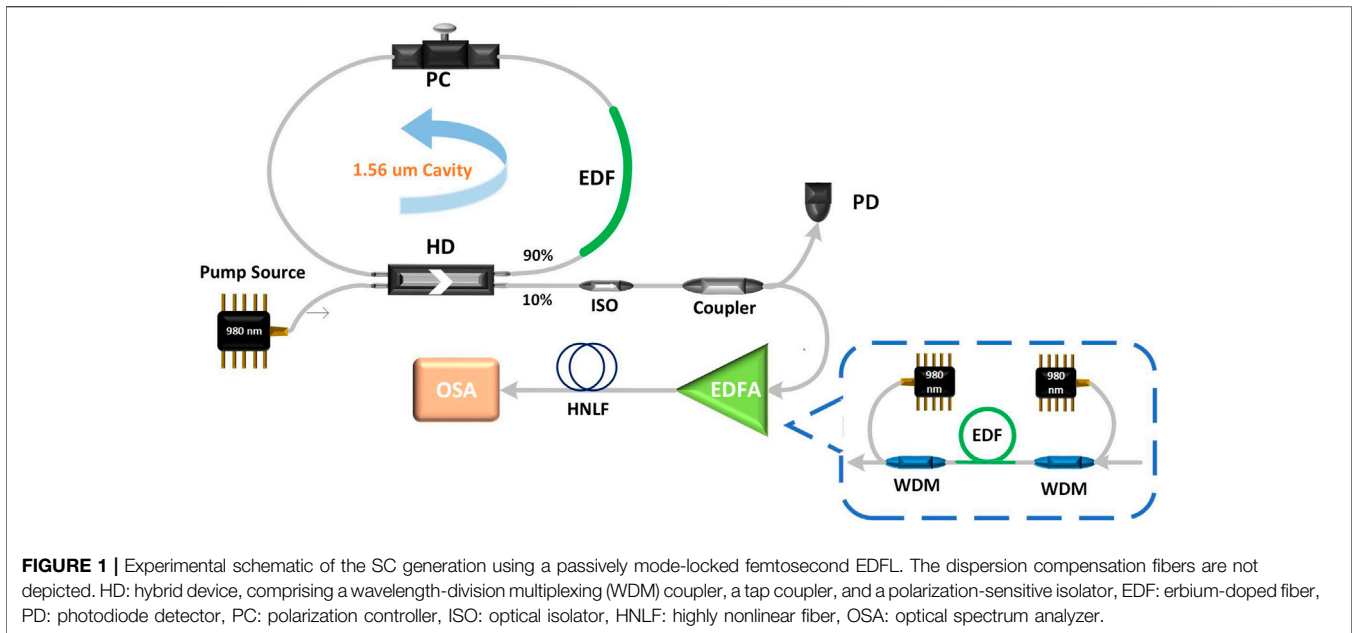 PC
1.56 um Cavity
EDF
PD
HD
90%
Pump Source
10%
ISO
Coupler
980 nm
980
nm
980
nm
OSA
HNLF
EDFA
EDF
WDM
WDM
FIGURE 1 | Experimental schematic of the SC generation using a passively mode-locked femtosecond EDFL. The dispersion compensation fibers are not
depicted. HD: hybrid device, comprising a wavelength-division multiplexing (WDM) coupler, a tap coupler, and a polarization-sensitive isolator, EDF: erbium-doped fiber,
PD: photodiode detector, PC: polarization controller, ISO: optical isolator, HNLF: highly nonlinear fiber, OSA: optical spectrum analyzer.